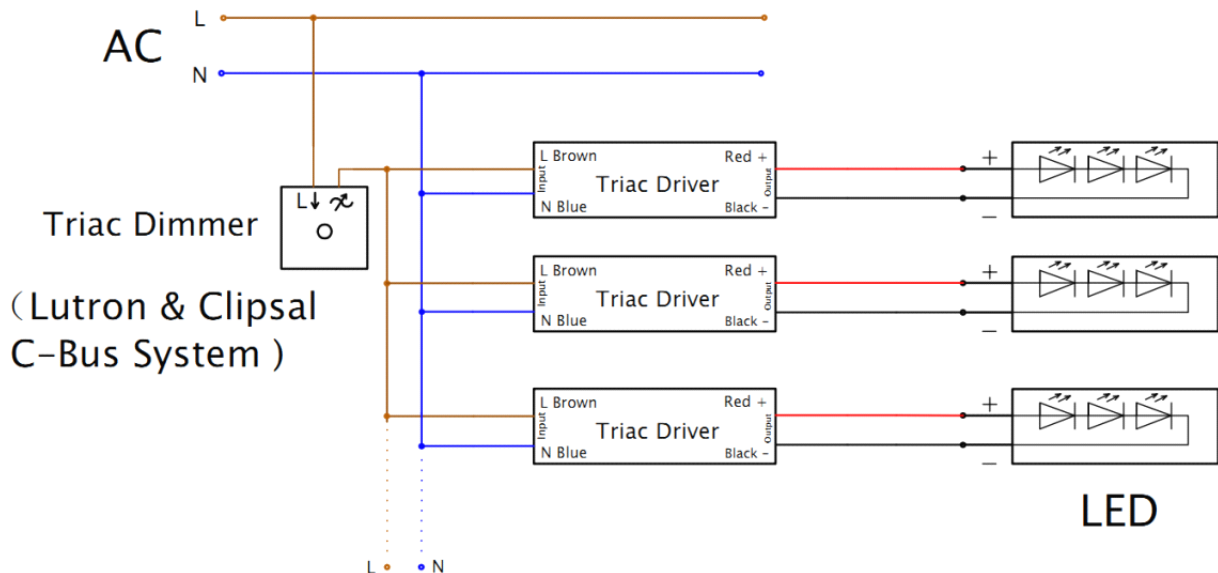 L
AC
N
L Brown
Red +
Input
Triac Driver
Output
N Blue
Black -
+
−
L
Triac Dimmer
（Lutron & Clipsal
C-Bus System )
L Brown
Red +
Input
Triac Driver
Output
N Blue
Black -
+
−
L Brown
Red +
Input
Triac Driver
Output
N Blue
Black -
+
−
LED
L
N